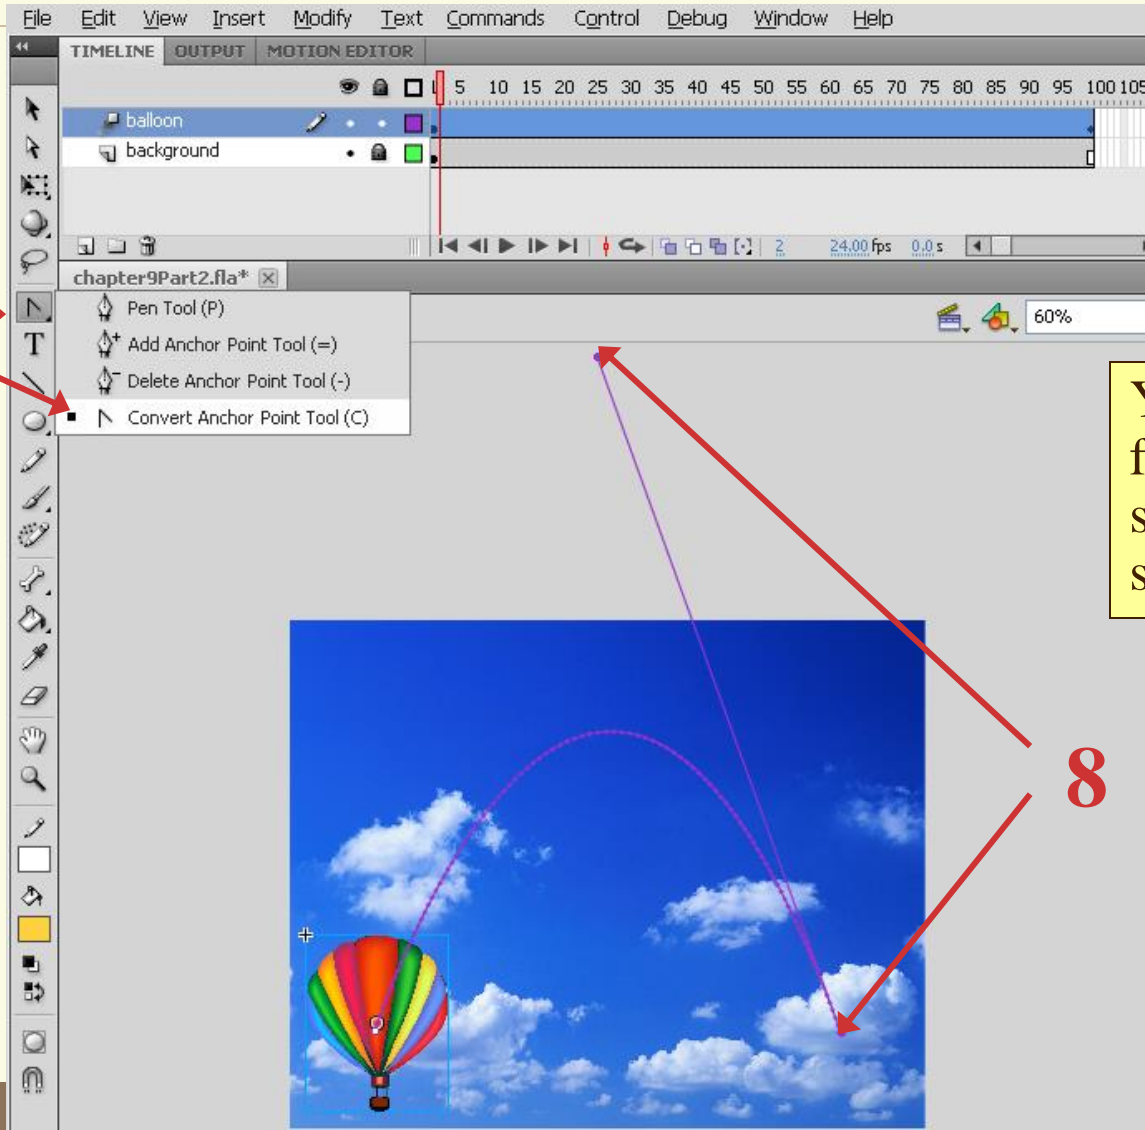 File Edit View Insert Modify Text Commands Control Debug Window Help
TIMELINE OUTPUT MOTION EDITOR
5 10 15 20 25 30 35 40 45 50 55 60 65 70 75 80 85 90 95 100 105
balloon
background
2 24.00 fps 0.0 s
chapter9Part2.fla*
Pen Tool (P)
60%
T
Add Anchor Point Tool (=)
Delete Anchor Point Tool (-)
Convert Anchor Point Tool (C)
8